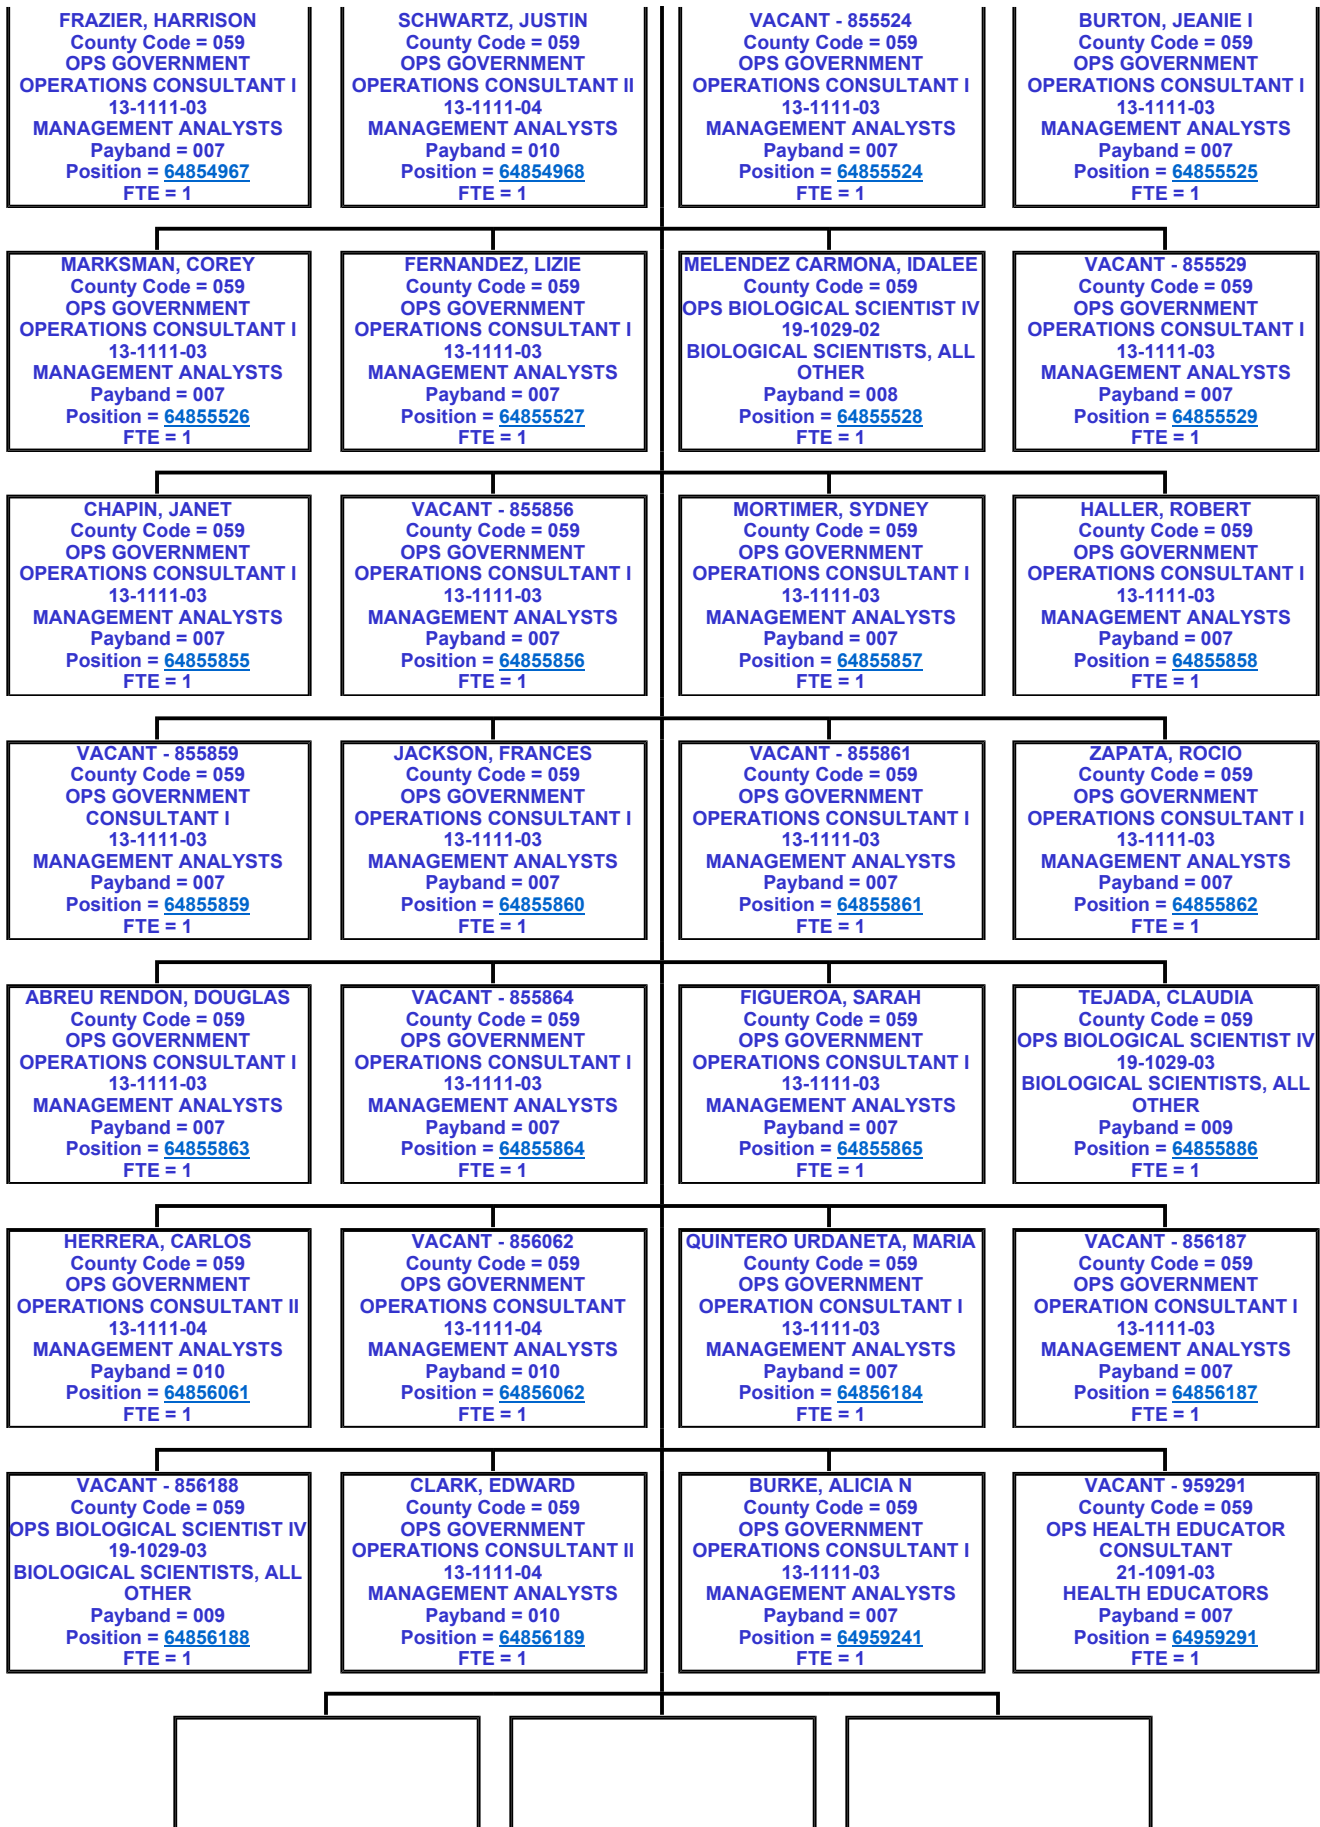 FRAZIER, HARRISON
County Code = 059
OPS GOVERNMENT
OPERATIONS CONSULTANT I
13-1111-03
MANAGEMENT ANALYSTS
Payband = 007
Position = 64854967
FTE = 1
SCHWARTZ, JUSTIN
County Code = 059
OPS GOVERNMENT
OPERATIONS CONSULTANT II
13-1111-04
MANAGEMENT ANALYSTS
Payband = 010
Position = 64854968
FTE = 1
VACANT - 855524
County Code = 059
OPS GOVERNMENT
OPERATIONS CONSULTANT I
13-1111-03
MANAGEMENT ANALYSTS
Payband = 007
Position = 64855524
FTE = 1
BURTON, JEANIE I
County Code = 059
OPS GOVERNMENT
OPERATIONS CONSULTANT I
13-1111-03
MANAGEMENT ANALYSTS
Payband = 007
Position = 64855525
FTE = 1
MARKSMAN, COREY
County Code = 059
OPS GOVERNMENT
OPERATIONS CONSULTANT I
13-1111-03
MANAGEMENT ANALYSTS
Payband = 007
Position = 64855526
FTE = 1
FERNANDEZ, LIZIE
County Code = 059
OPS GOVERNMENT
OPERATIONS CONSULTANT I
13-1111-03
MANAGEMENT ANALYSTS
Payband = 007
Position = 64855527
FTE = 1
MELENDEZ CARMONA, IDALEE
County Code = 059
OPS BIOLOGICAL SCIENTIST IV
19-1029-02
BIOLOGICAL SCIENTISTS, ALL
OTHER
Payband = 008
Position = 64855528
FTE = 1
VACANT - 855529
County Code = 059
OPS GOVERNMENT
OPERATIONS CONSULTANT I
13-1111-03
MANAGEMENT ANALYSTS
Payband = 007
Position = 64855529
FTE = 1
CHAPIN, JANET
County Code = 059
OPS GOVERNMENT
OPERATIONS CONSULTANT I
13-1111-03
MANAGEMENT ANALYSTS
Payband = 007
Position = 64855855
FTE = 1
VACANT - 855856
County Code = 059
OPS GOVERNMENT
OPERATIONS CONSULTANT I
13-1111-03
MANAGEMENT ANALYSTS
Payband = 007
Position = 64855856
FTE = 1
MORTIMER, SYDNEY
County Code = 059
OPS GOVERNMENT
OPERATIONS CONSULTANT I
13-1111-03
MANAGEMENT ANALYSTS
Payband = 007
Position = 64855857
FTE = 1
HALLER, ROBERT
County Code = 059
OPS GOVERNMENT
OPERATIONS CONSULTANT I
13-1111-03
MANAGEMENT ANALYSTS
Payband = 007
Position = 64855858
FTE = 1
VACANT - 855859
County Code = 059
OPS GOVERNMENT
CONSULTANT I
13-1111-03
MANAGEMENT ANALYSTS
Payband = 007
Position = 64855859
FTE = 1
JACKSON, FRANCES
County Code = 059
OPS GOVERNMENT
OPERATIONS CONSULTANT I
13-1111-03
MANAGEMENT ANALYSTS
Payband = 007
Position = 64855860
FTE = 1
VACANT - 855861
County Code = 059
OPS GOVERNMENT
OPERATIONS CONSULTANT I
13-1111-03
MANAGEMENT ANALYSTS
Payband = 007
Position = 64855861
FTE = 1
ZAPATA, ROCIO
County Code = 059
OPS GOVERNMENT
OPERATIONS CONSULTANT I
13-1111-03
MANAGEMENT ANALYSTS
Payband = 007
Position = 64855862
FTE = 1
ABREU RENDON, DOUGLAS
County Code = 059
OPS GOVERNMENT
OPERATIONS CONSULTANT I
13-1111-03
MANAGEMENT ANALYSTS
Payband = 007
Position = 64855863
FTE = 1
VACANT - 855864
County Code = 059
OPS GOVERNMENT
OPERATIONS CONSULTANT I
13-1111-03
MANAGEMENT ANALYSTS
Payband = 007
Position = 64855864
FTE = 1
FIGUEROA, SARAH
County Code = 059
OPS GOVERNMENT
OPERATIONS CONSULTANT I
13-1111-03
MANAGEMENT ANALYSTS
Payband = 007
Position = 64855865
FTE = 1
TEJADA, CLAUDIA
County Code = 059
OPS BIOLOGICAL SCIENTIST IV
19-1029-03
BIOLOGICAL SCIENTISTS, ALL
OTHER
Payband = 009
Position = 64855886
FTE = 1
HERRERA, CARLOS
County Code = 059
OPS GOVERNMENT
OPERATIONS CONSULTANT II
13-1111-04
MANAGEMENT ANALYSTS
Payband = 010
Position = 64856061
FTE = 1
VACANT - 856062
County Code = 059
OPS GOVERNMENT
OPERATIONS CONSULTANT
13-1111-04
MANAGEMENT ANALYSTS
Payband = 010
Position = 64856062
FTE = 1
QUINTERO URDANETA, MARIA
County Code = 059
OPS GOVERNMENT
OPERATION CONSULTANT I
13-1111-03
MANAGEMENT ANALYSTS
Payband = 007
Position = 64856184
FTE = 1
VACANT - 856187
County Code = 059
OPS GOVERNMENT
OPERATION CONSULTANT I
13-1111-03
MANAGEMENT ANALYSTS
Payband = 007
Position = 64856187
FTE = 1
VACANT - 856188
County Code = 059
OPS BIOLOGICAL SCIENTIST IV
19-1029-03
BIOLOGICAL SCIENTISTS, ALL
OTHER
Payband = 009
Position = 64856188
FTE = 1
CLARK, EDWARD
County Code = 059
OPS GOVERNMENT
OPERATIONS CONSULTANT II
13-1111-04
MANAGEMENT ANALYSTS
Payband = 010
Position = 64856189
FTE = 1
BURKE, ALICIA N
County Code = 059
OPS GOVERNMENT
OPERATIONS CONSULTANT I
13-1111-03
MANAGEMENT ANALYSTS
Payband = 007
Position = 64959241
FTE = 1
VACANT - 959291
County Code = 059
OPS HEALTH EDUCATOR
CONSULTANT
21-1091-03
HEALTH EDUCATORS
Payband = 007
Position = 64959291
FTE = 1